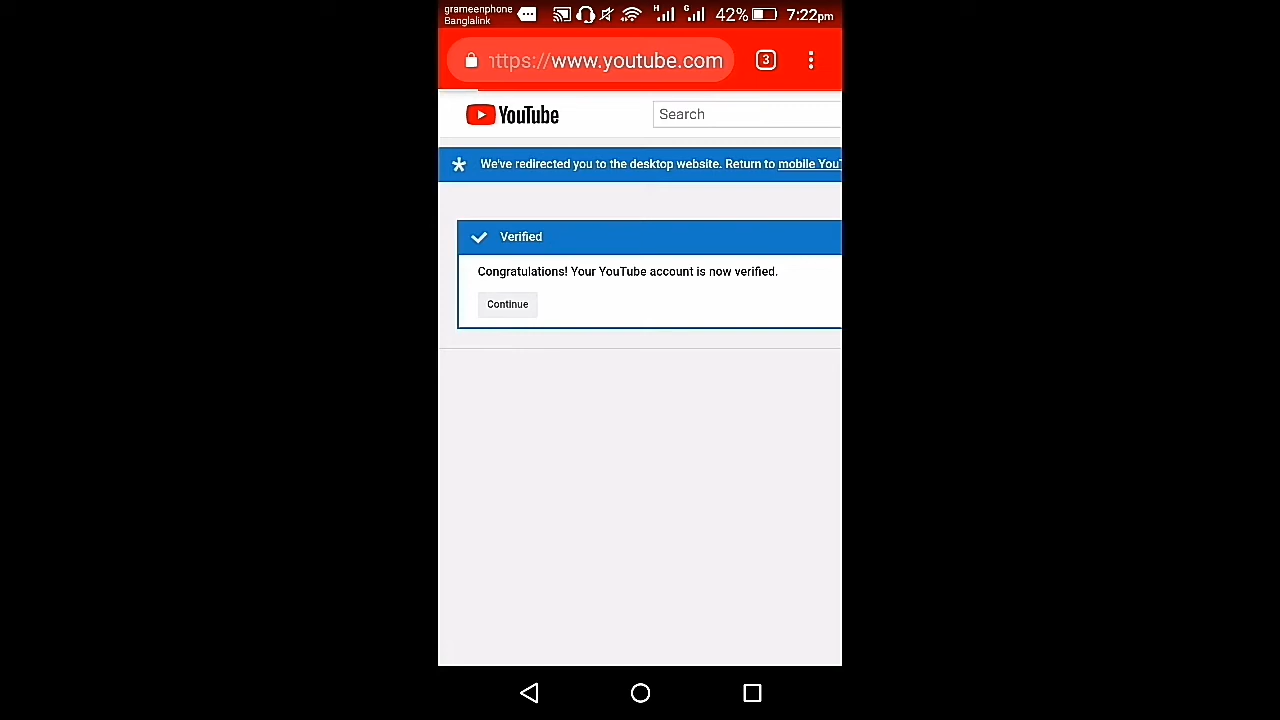 grameenphone
Banglalink
H
G
42%
7:22pm
https://www.youtube.com
3
YouTube
Search
We've redirected you to the desktop website. Return to mobile You
Verified
Congratulations! Your YouTube account is now verified.
Continue